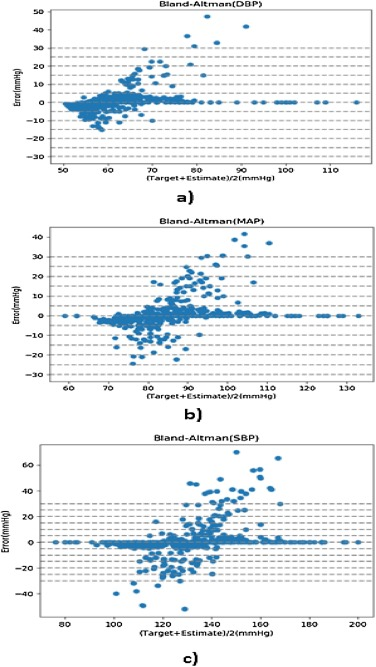 Bland-Altman(DBP)
50
40
30
20
10
0
-10
-20
-30
Error(mmHg)
50 60 70 80 90 100 110
(Target+Estimate)/2(mmHg)
a)
Bland-Altman(MAP)
40
30
20
10
0
-10
-20
-30
Error(mmHg)
60 70 80 90 100 110 120 130
(Target+Estimate)/2(mmHg)
b)
Bland-Altman(SBP)
60
40
20
0
-20
-40
Error(mmHg)
80 100 120 140 160 180 200
(Target+Estimate)/2(mmHg)
c)